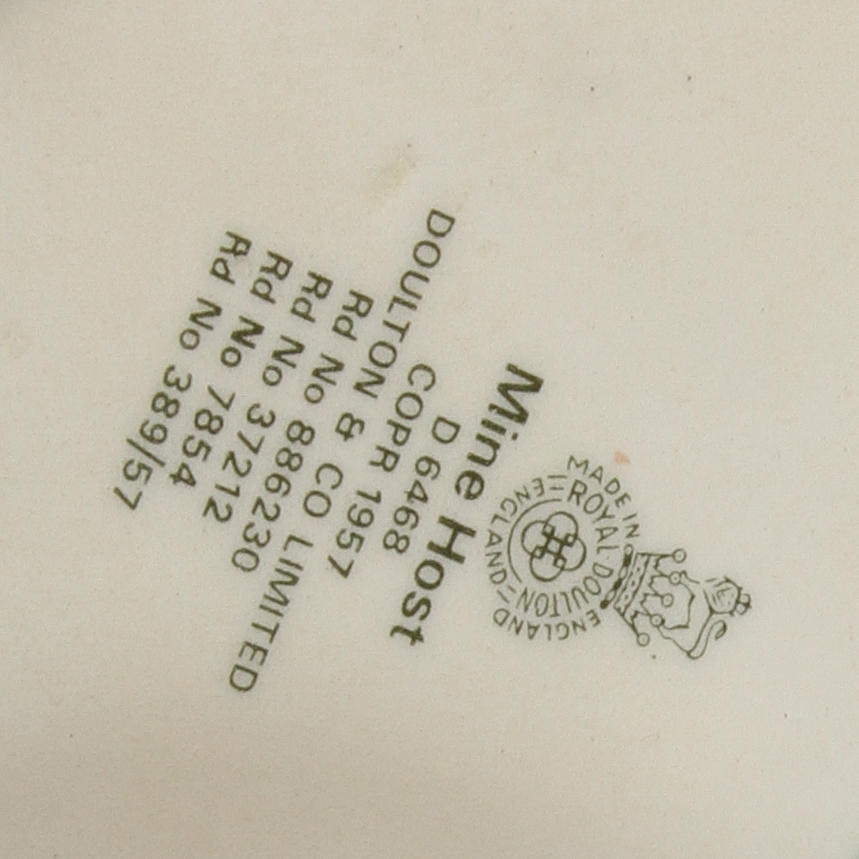 MADE IN ENGLAND
ROYAL DOULTON
ENGLAND
Mine Host
D 6468
COPR 1957
DOULTON & CO LIMITED
Rd No 886230
Rd No 37212
Rd No 7854
Rd No 389/57